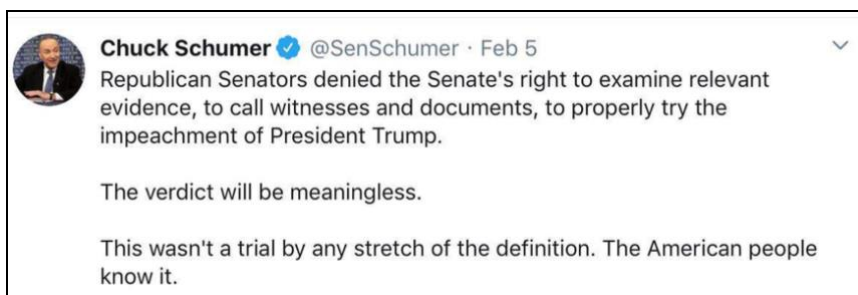 Chuck Schumer @SenSchumer · Feb 5
Republican Senators denied the Senate's right to examine relevant
evidence, to call witnesses and documents, to properly try the
impeachment of President Trump.
The verdict will be meaningless.
This wasn't a trial by any stretch of the definition. The American people
know it.